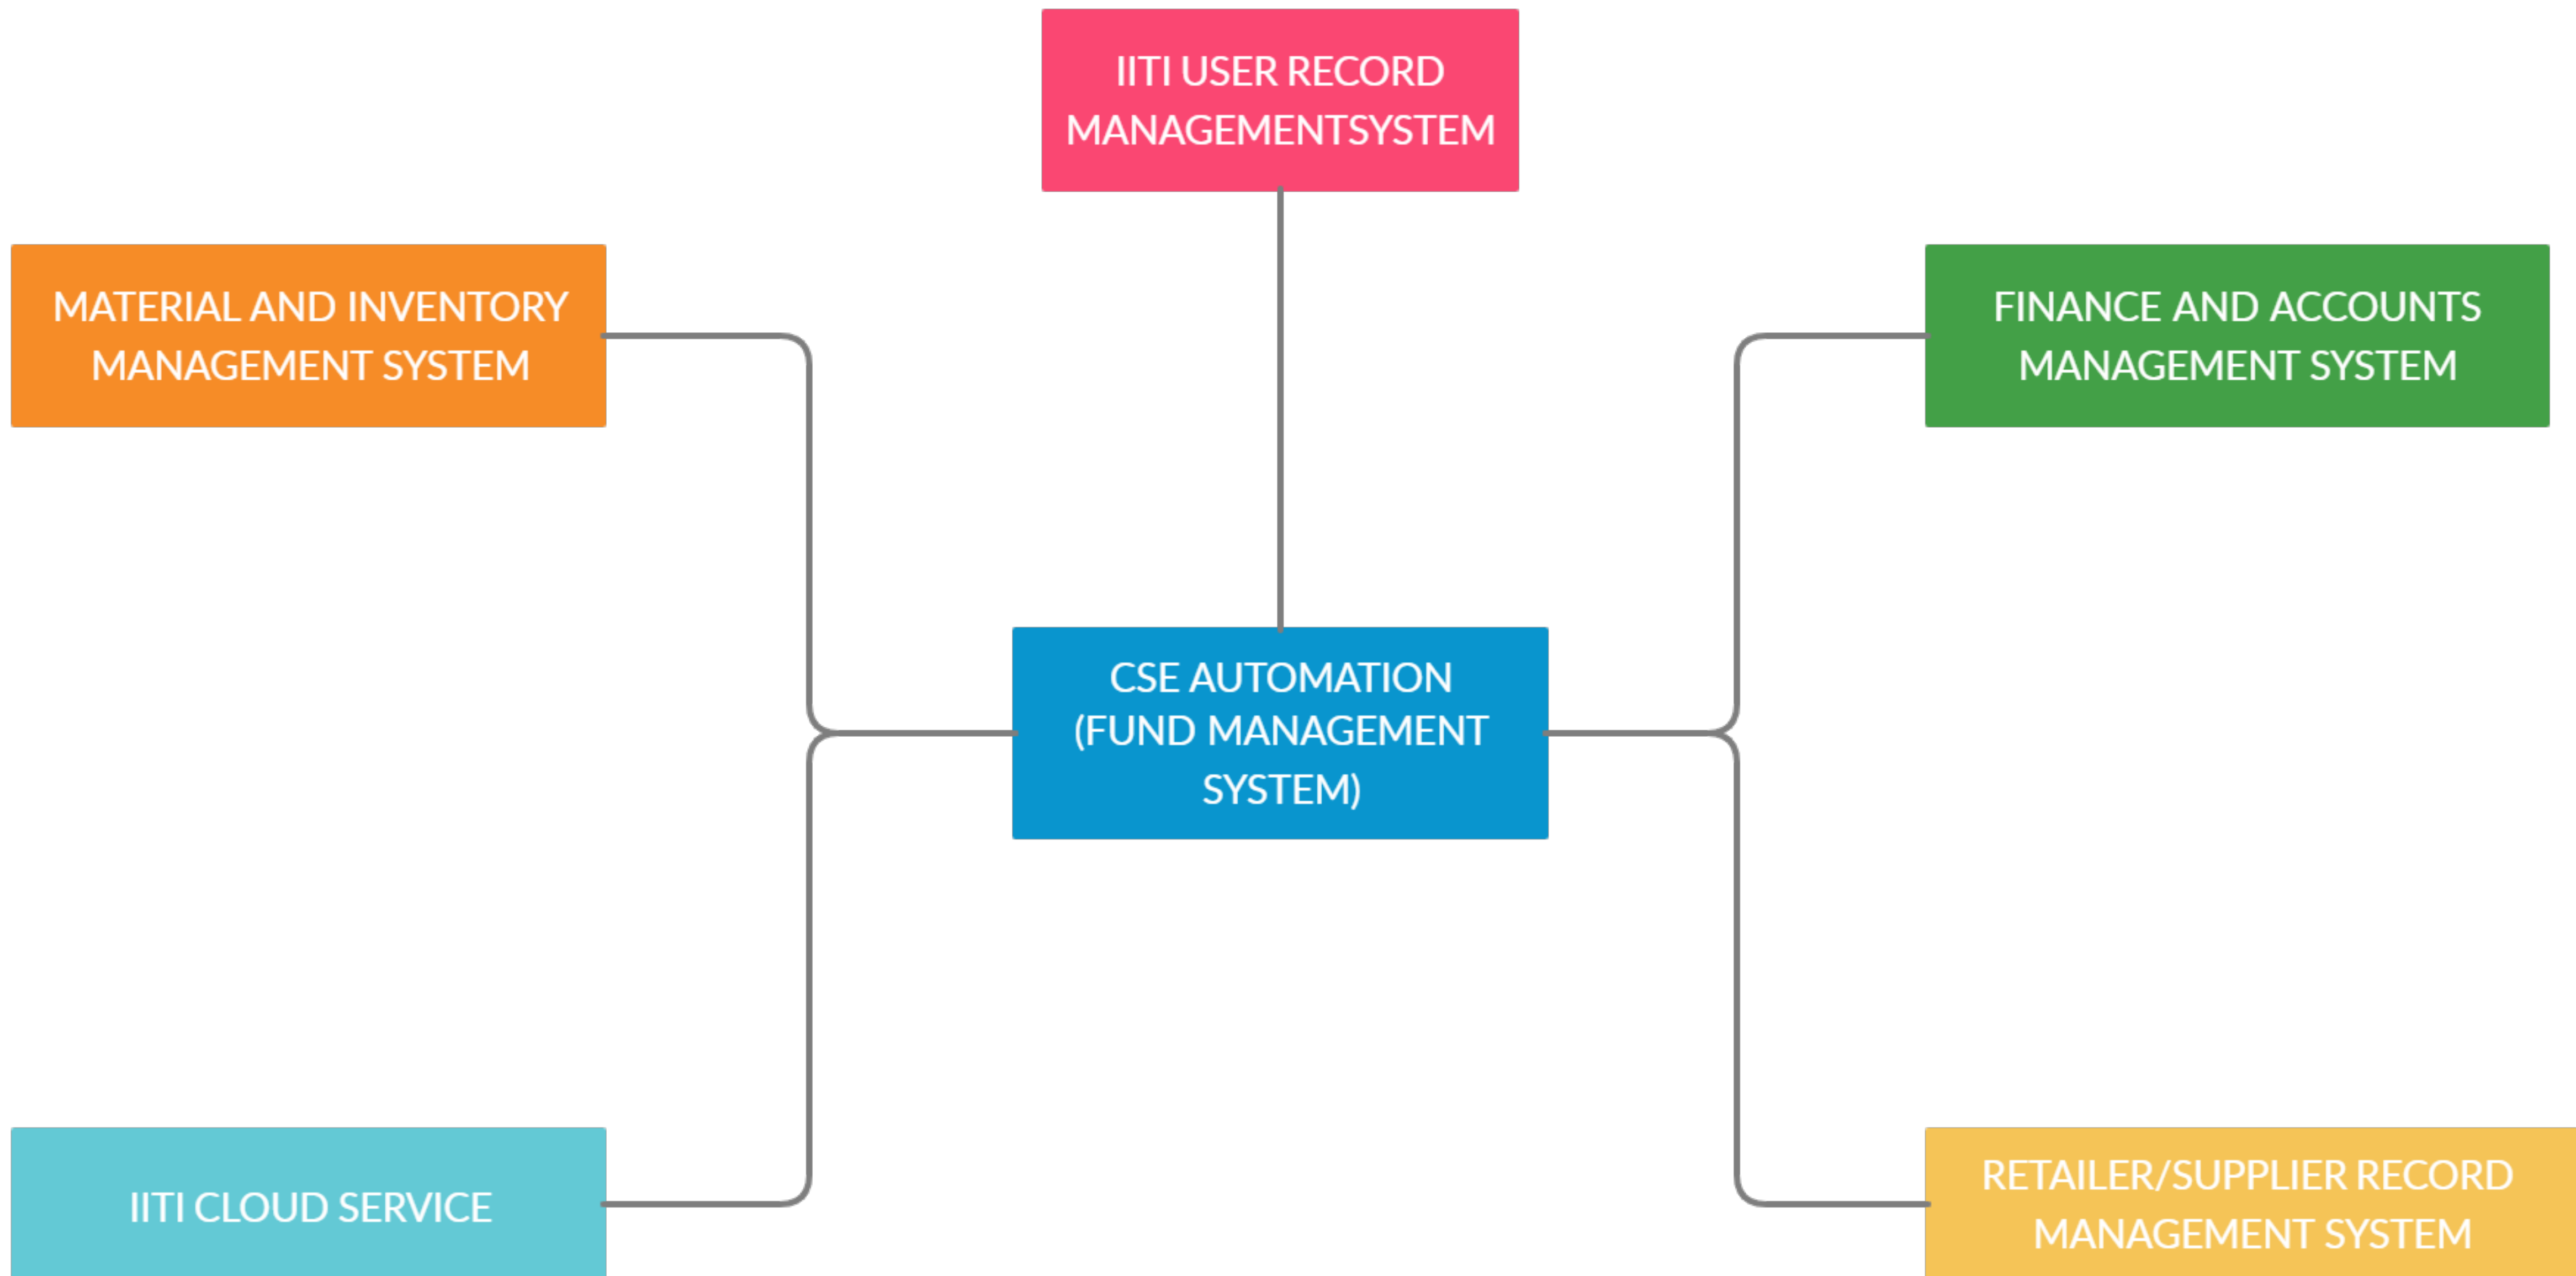 IITI USER RECORD
MANAGEMENTSYSTEM
MATERIAL AND INVENTORY
MANAGEMENT SYSTEM
FINANCE AND ACCOUNTS
MANAGEMENT SYSTEM
CSE AUTOMATION
(FUND MANAGEMENT
SYSTEM)
IITI CLOUD SERVICE
RETAILER/SUPPLIER RECORD
MANAGEMENT SYSTEM